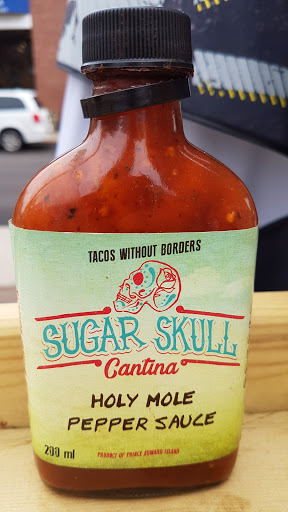 TACOS WITHOUT BORDERS
SUGAR SKULL
Cantina
HOLY MOLE
PEPPER SAUCE
200 ml
PRODUCT OF PRINCE EDWARD ISLAND